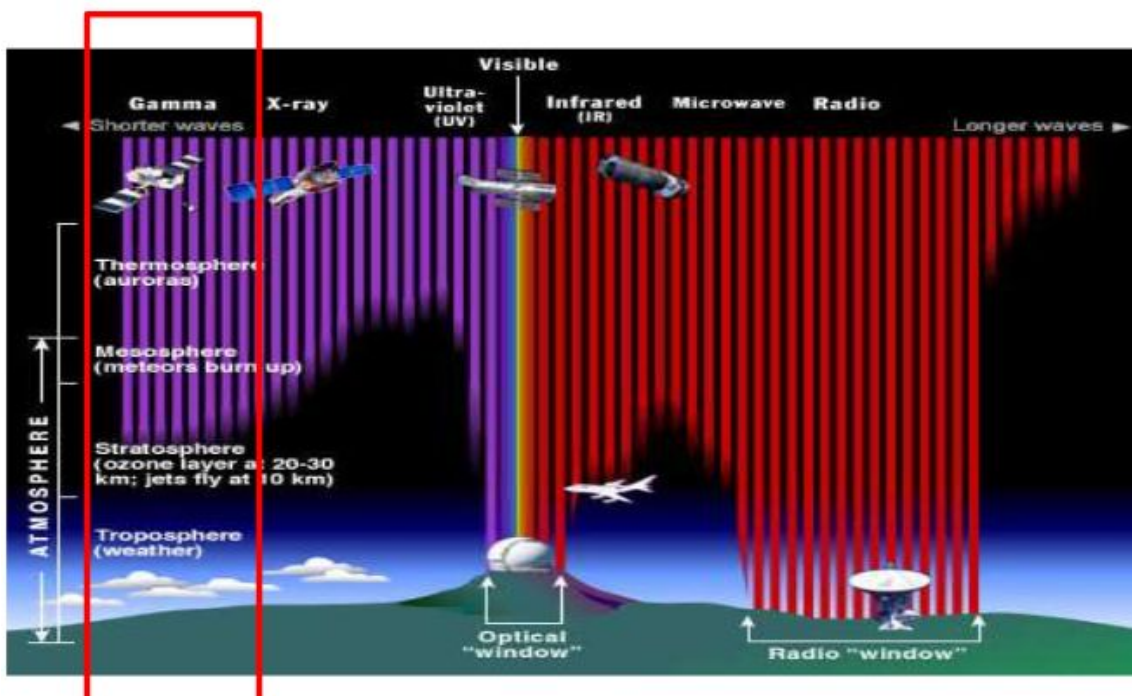 Visible
Gamma
X-ray
Ultra-
violet
(UV)
Infrared
(IR)
Microwave
Radio
Shorter waves
Longer waves
Thermosphere
(auroras)
Mesosphere
(meteors burn up)
Stratosphere
(ozone layer at 20-30
km; jets fly at 10 km)
Troposphere
(weather)
ATMOSPHERE
Optical
"window"
Radio "window"